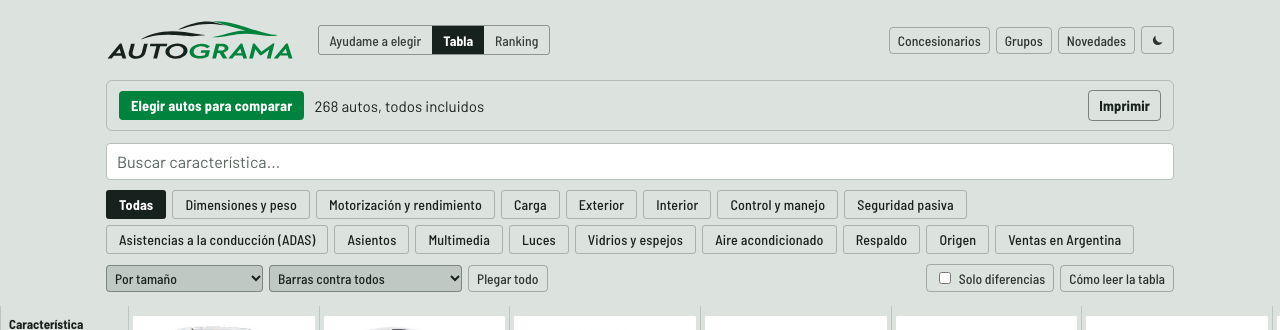 AUTOGRAMA
Ayudame a elegir Tabla Ranking
Concesionarios Grupos Novedades
Elegir autos para comparar 268 autos, todos incluidos Imprimir
Buscar característica...
Todas Dimensiones y peso Motorización y rendimiento Carga Exterior Interior Control y manejo Seguridad pasiva
Asistencias a la conducción (ADAS) Asientos Multimedia Luces Vidrios y espejos Aire acondicionado Respaldo Origen Ventas en Argentina
Por tamaño Barras contra todos Plegar todo Solo diferencias Cómo leer la tabla
Característica